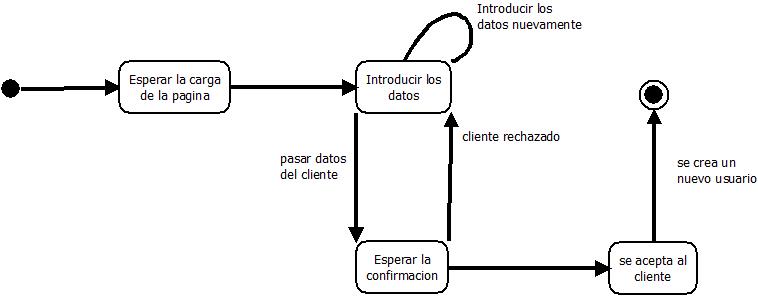 Introducir los
datos nuevamente
Esperar la carga
de la pagina
Introducir los
datos
pasar datos
del cliente
cliente rechazado
se crea un
nuevo usuario
Esperar la
confirmacion
se acepta al
cliente